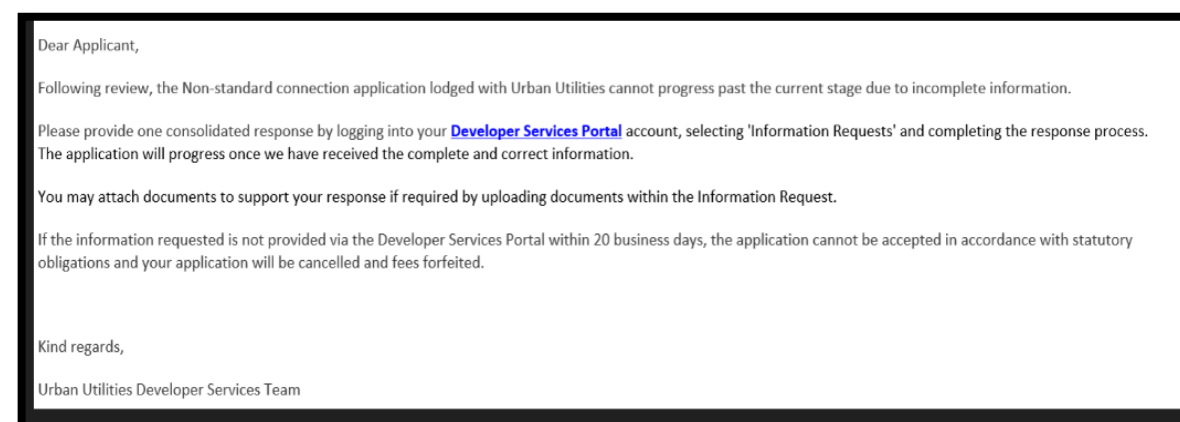 Dear Applicant,
Following review, the Non-standard connection application lodged with Urban Utilities cannot progress past the current stage due to incomplete information.
Please provide one consolidated response by logging into your Developer Services Portal account, selecting 'Information Requests' and completing the response process.
The application will progress once we have received the complete and correct information.
You may attach documents to support your response if required by uploading documents within the Information Request.
If the information requested is not provided via the Developer Services Portal within 20 business days, the application cannot be accepted in accordance with statutory
obligations and your application will be cancelled and fees forfeited.
Kind regards,
Urban Utilities Developer Services Team